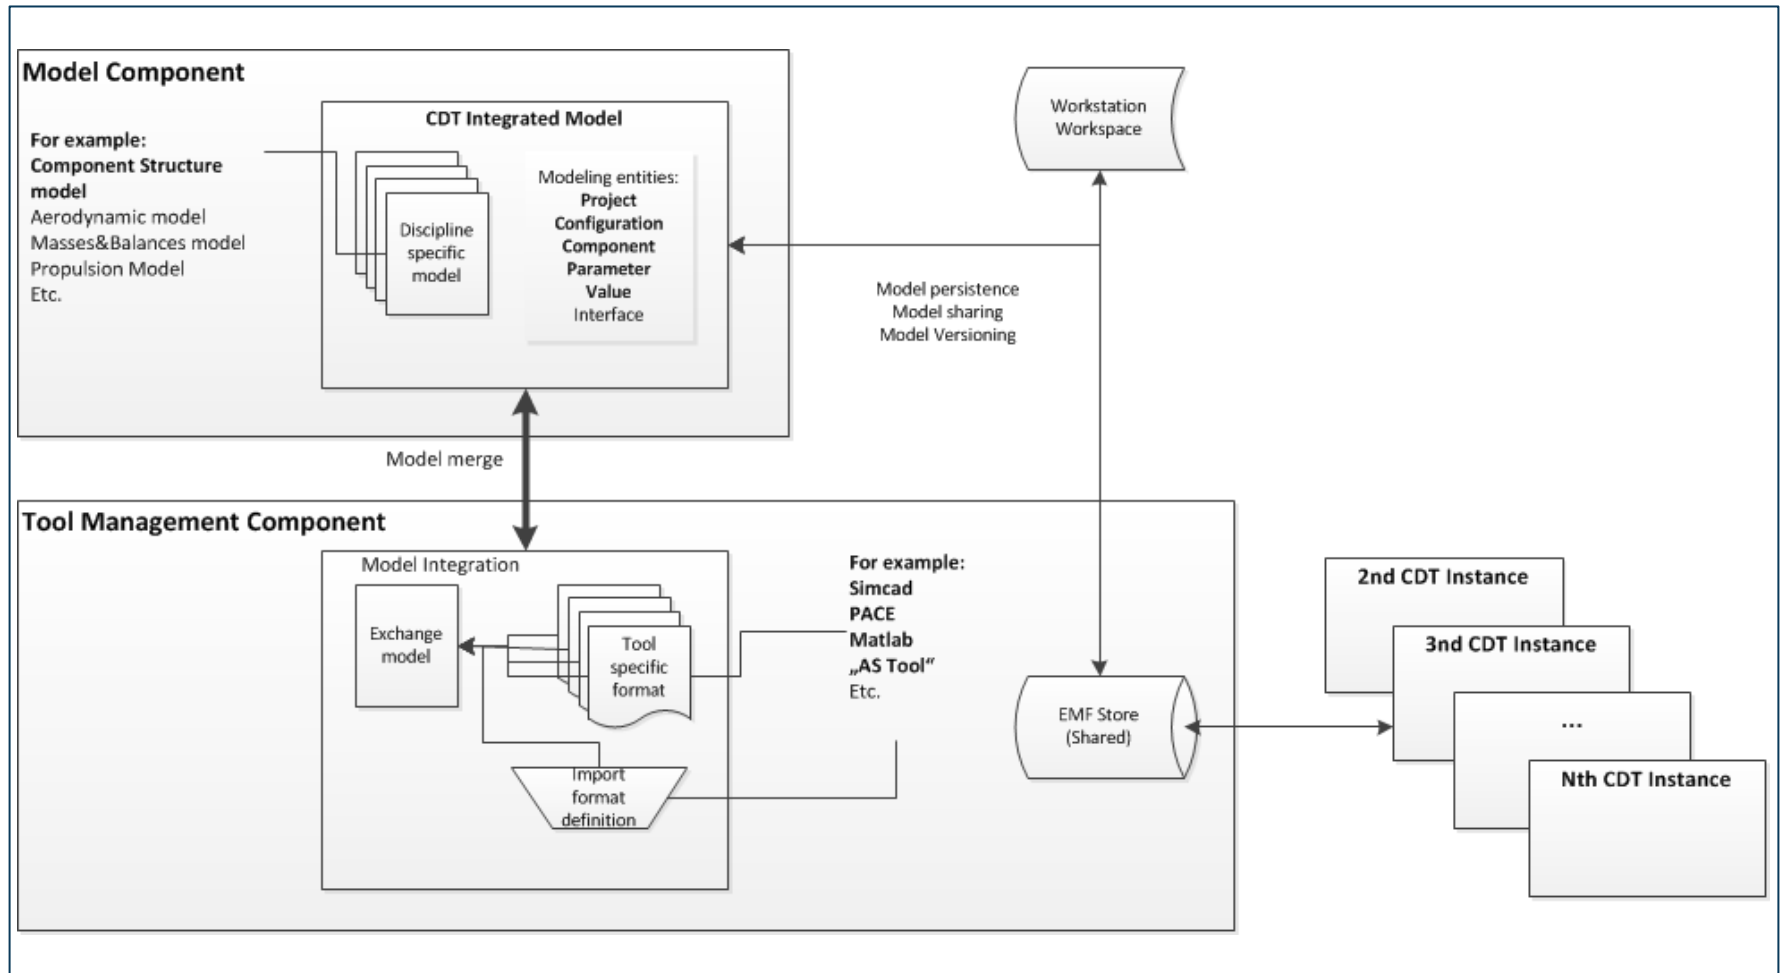 Model Component
For example:
Component Structure
model
Aerodynamic model
Masses&Balances model
Propulsion Model
Etc.
CDT Integrated Model
Discipline
specific
model
Modeling entities:
Project
Configuration
Component
Parameter
Value
Interface
Workstation
Workspace
Model persistence
Model sharing
Model Versioning
Model merge
Tool Management Component
Model Integration
Exchange
model
Tool
specific
format
Import
format
definition
For example:
Simcad
PACE
Matlab
„AS Tool“
Etc.
EMF Store
(Shared)
2nd CDT Instance
3nd CDT Instance
...
Nth CDT Instance